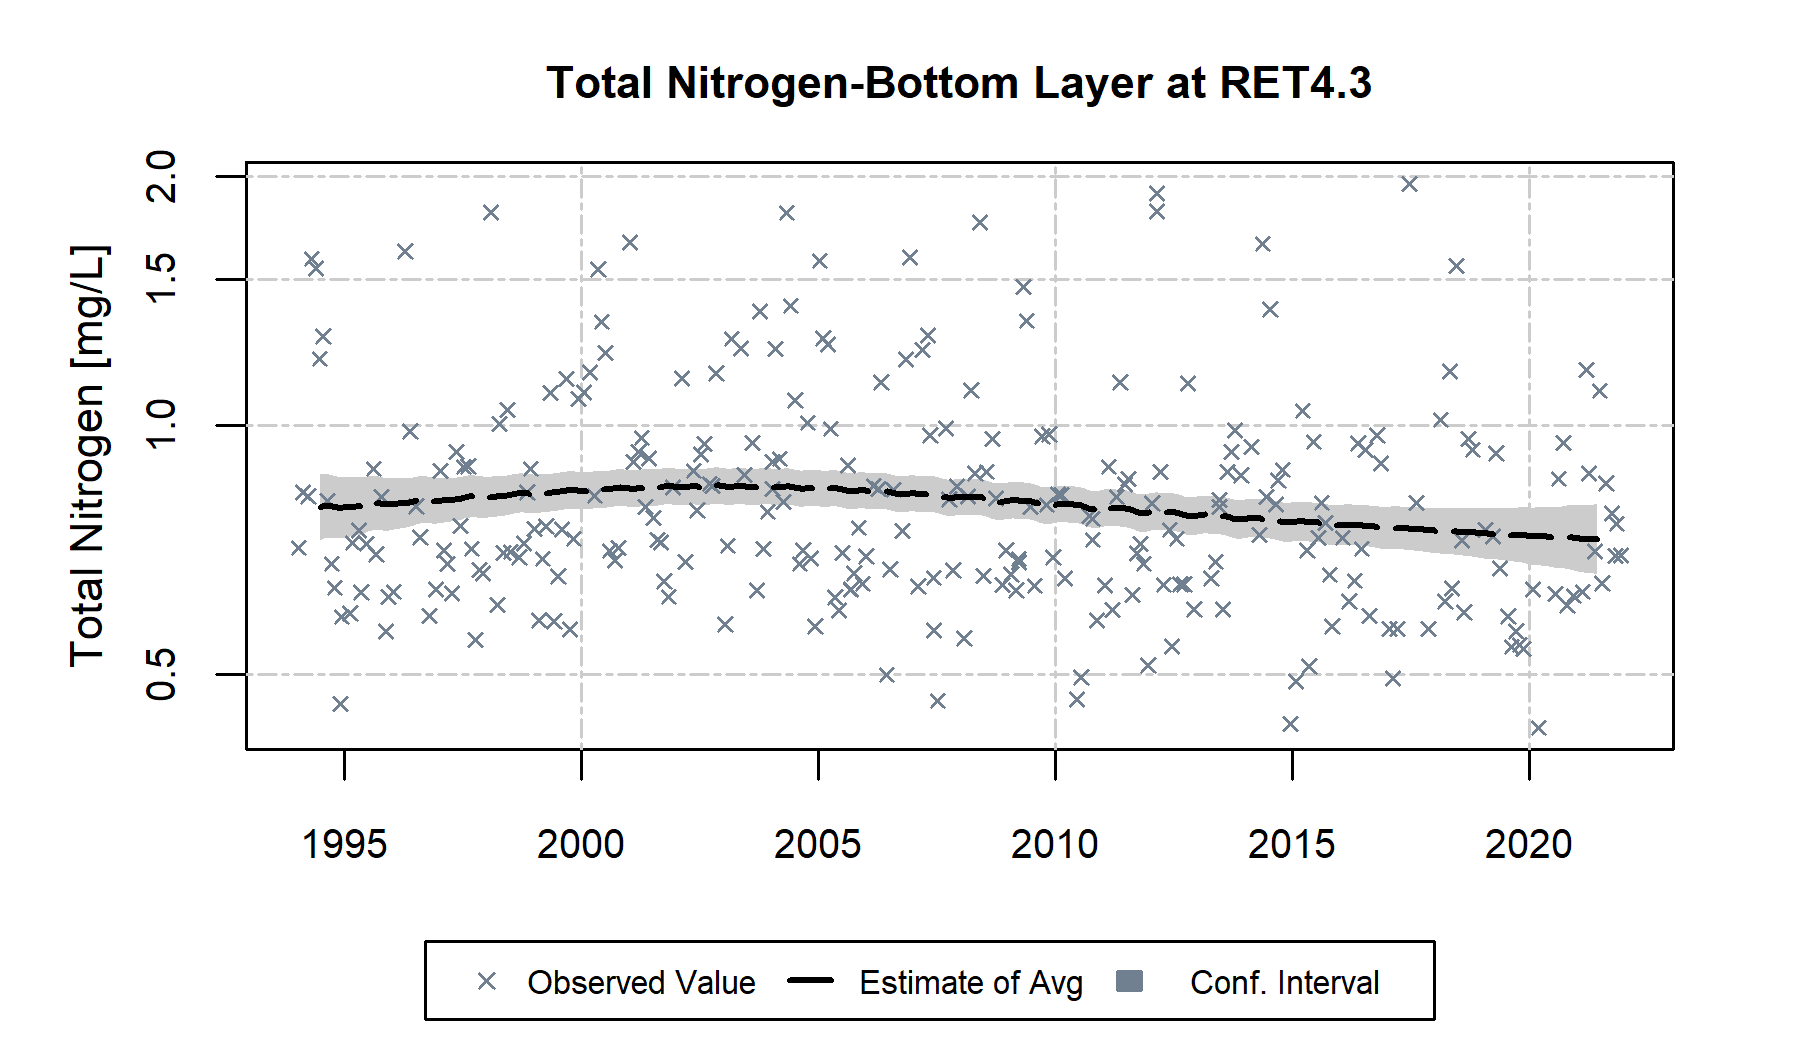 Total Nitrogen-Bottom Layer at RET4.3
Total Nitrogen [mg/L]
2.0
1.5
1.0
0.5
1995 2000 2005 2010 2015 2020
Observed Value Estimate of Avg Conf. Interval